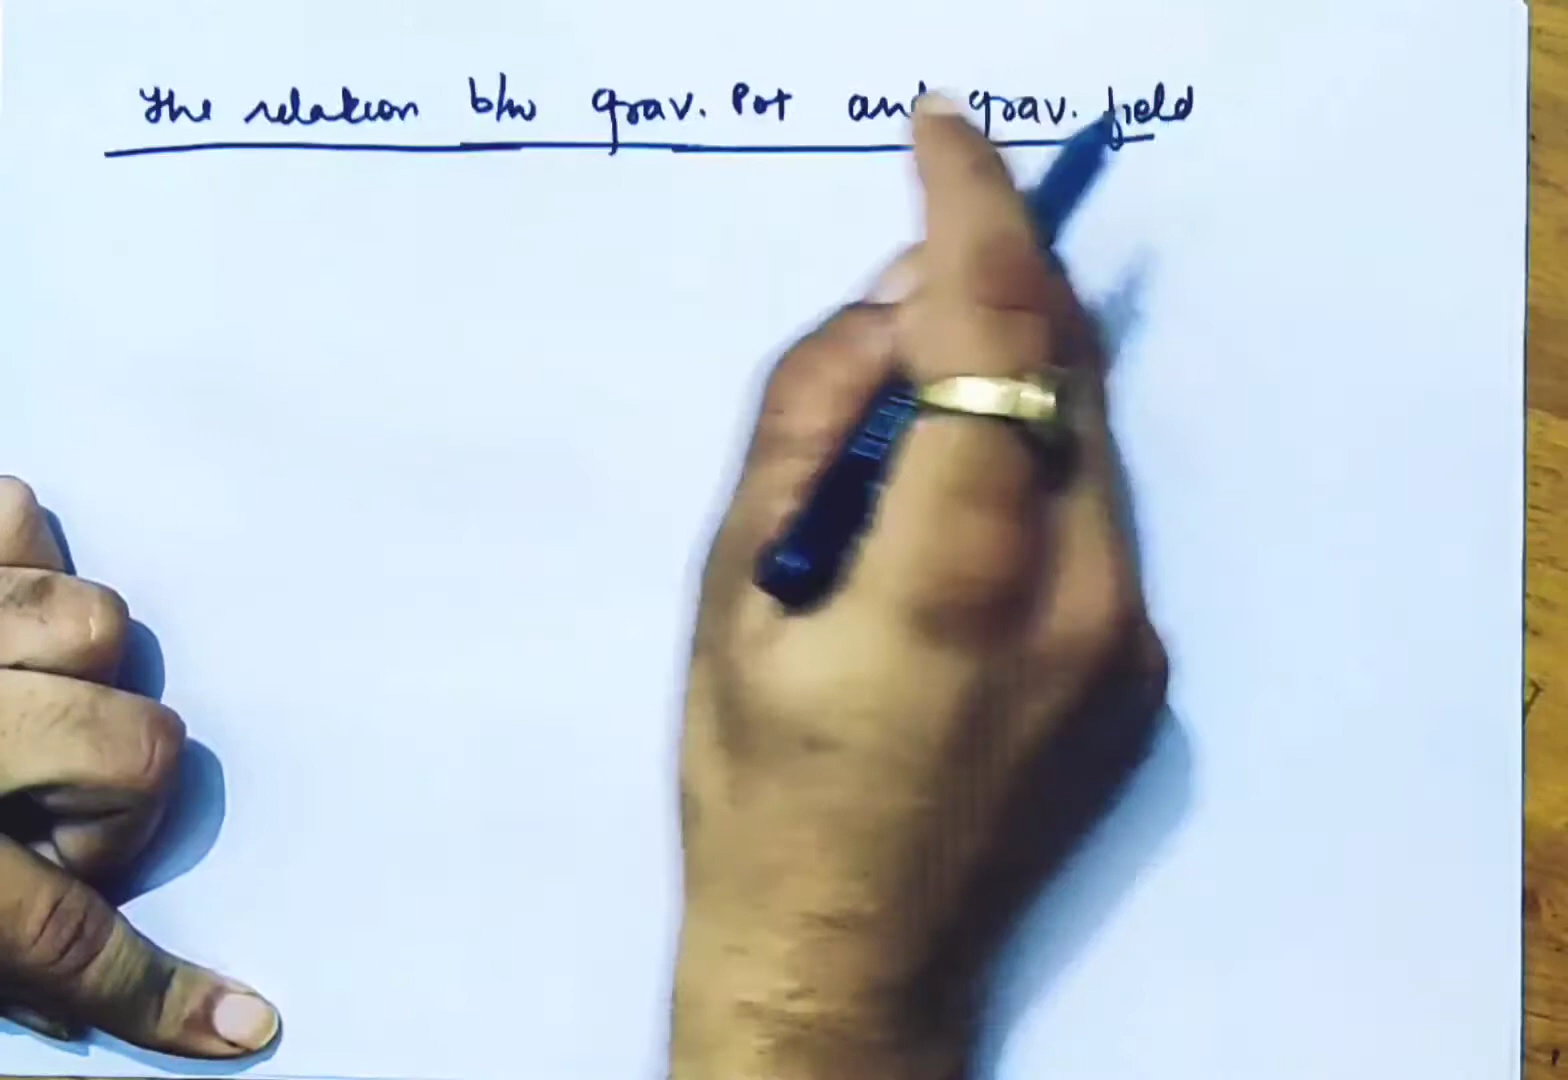 The relation b/w grav. Pot and grav. field